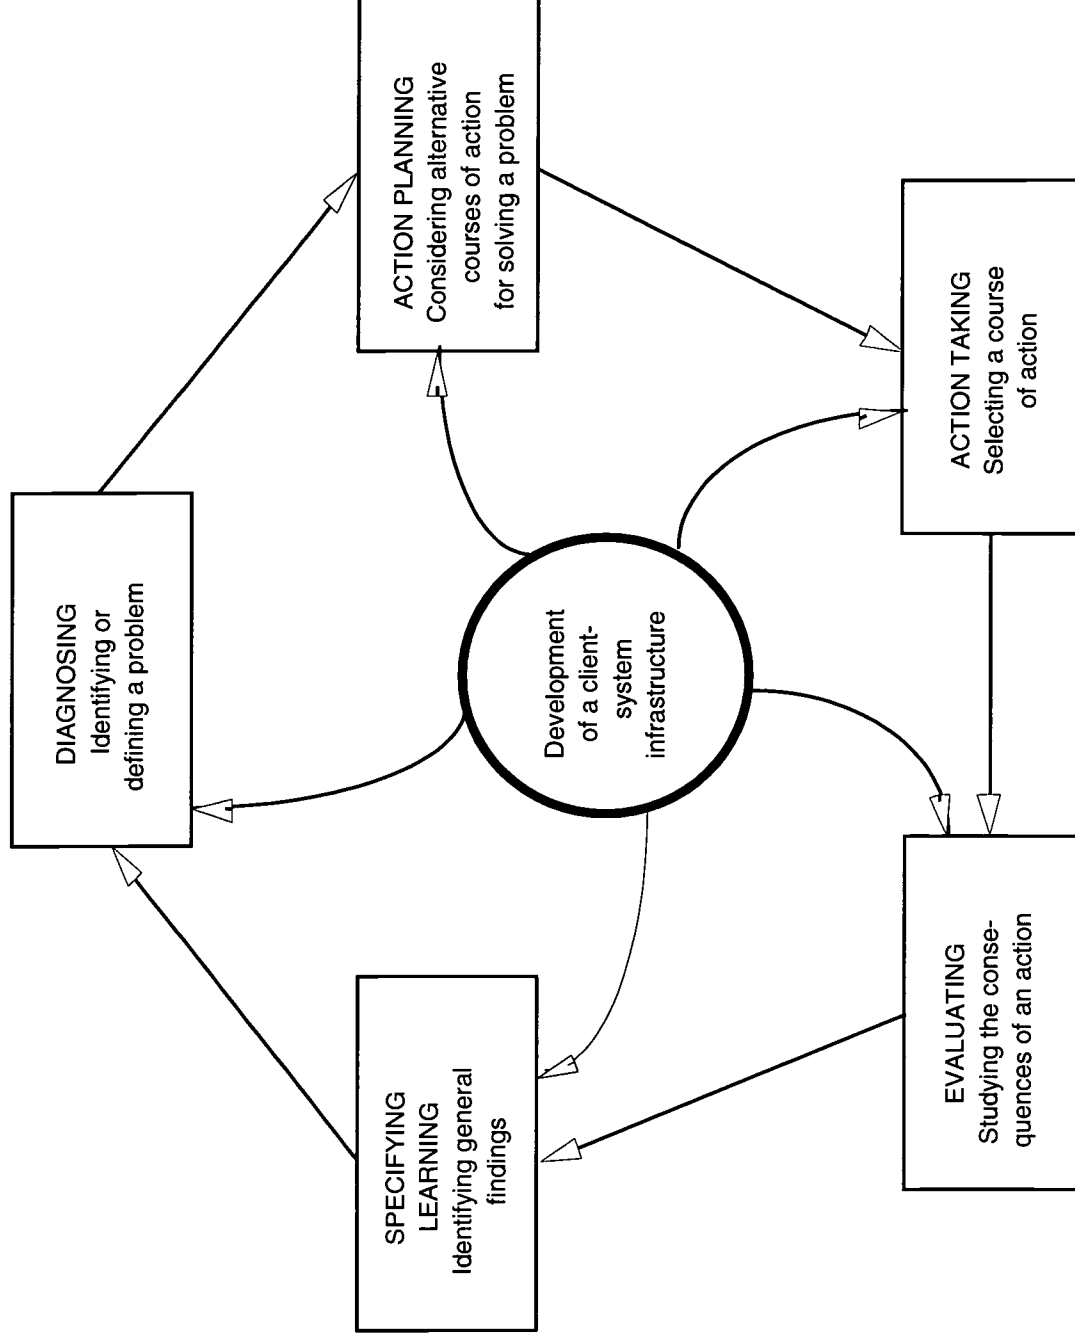 DIAGNOSING
Identifying or
defining a problem
ACTION PLANNING
Considering alternative
courses of action
for solving a problem
ACTION TAKING
Selecting a course
of action
EVALUATING
Studying the conse-
quences of an action
SPECIFYING
LEARNING
Identifying general
findings
Development
of a client-
system
infrastructure